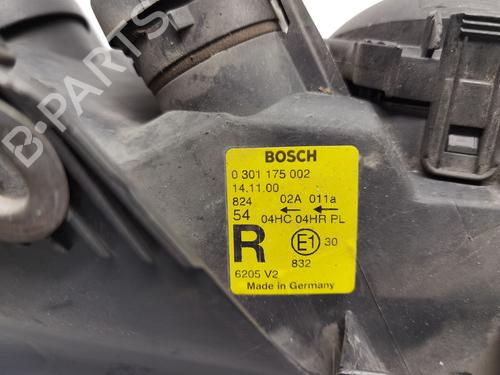 BOSCH
0 301 175 002
14.11.00
824 02A 011a
54 ← ←
04HC 04HR PL
R E1 30
832
6205 V2
Made in Germany
B-PARTS